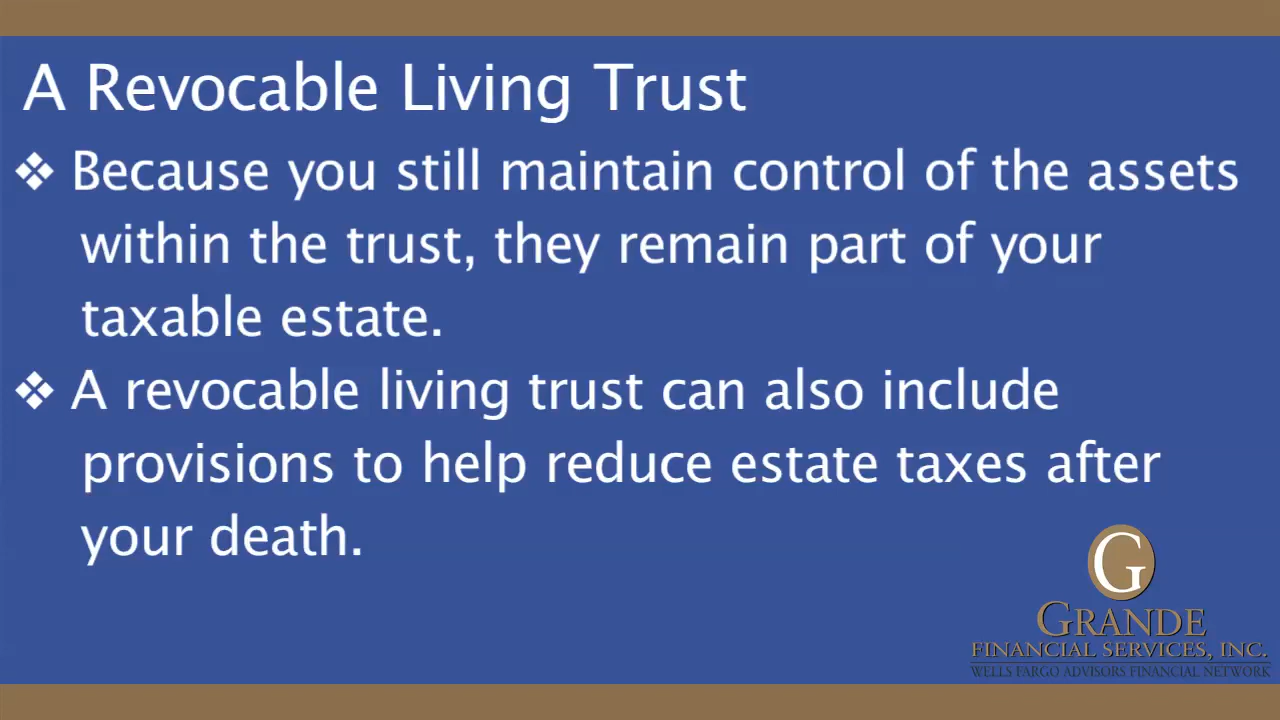 A Revocable Living Trust
❖ Because you still maintain control of the assets
within the trust, they remain part of your
taxable estate.
❖ A revocable living trust can also include
provisions to help reduce estate taxes after
your death.
G
GRANDE
FINANCIAL SERVICES, INC.
WELLS FARGO ADVISORS FINANCIAL NETWORK